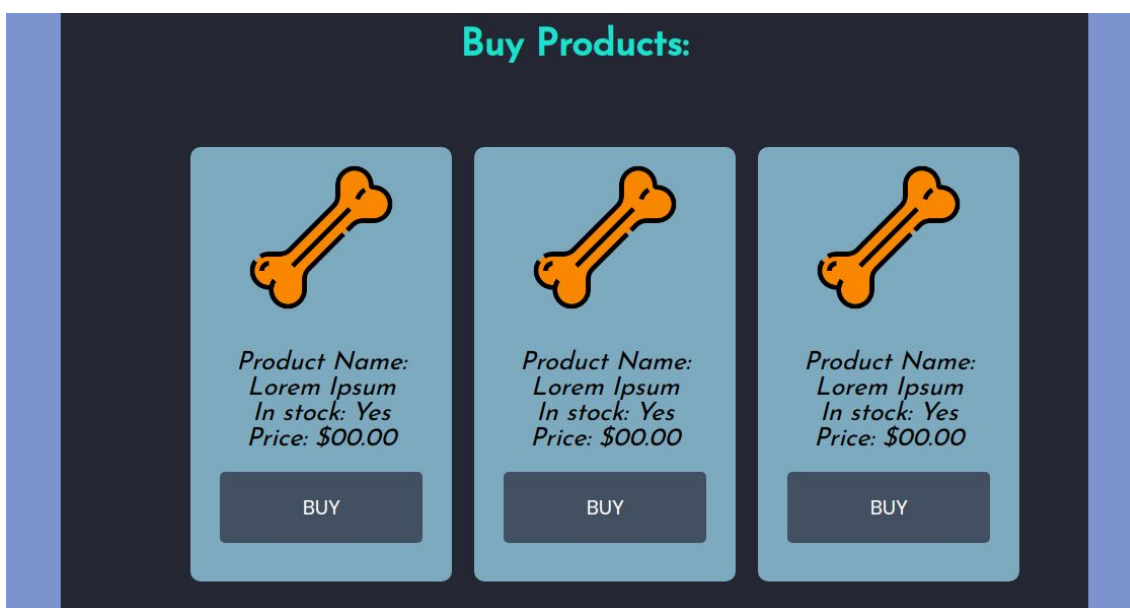 Buy Products:
Product Name:
Lorem Ipsum
In stock: Yes
Price: $00.00
BUY
Product Name:
Lorem Ipsum
In stock: Yes
Price: $00.00
BUY
Product Name:
Lorem Ipsum
In stock: Yes
Price: $00.00
BUY